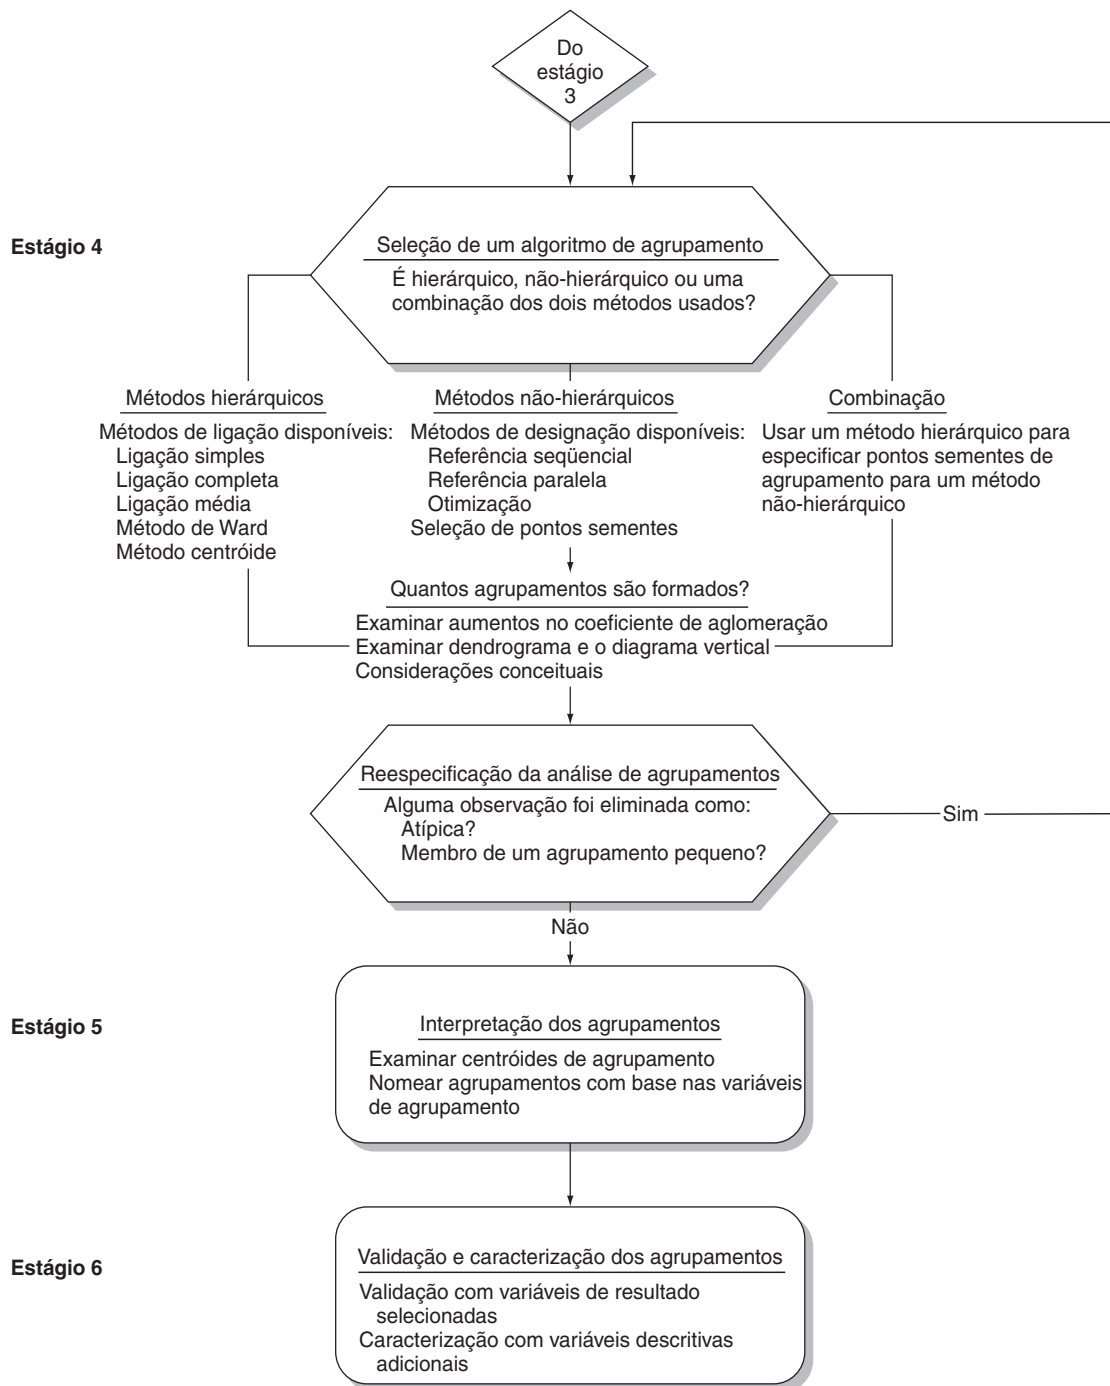 Do
estágio
3
Estágio 4
Seleção de um algoritmo de agrupamento
É hierárquico, não-hierárquico ou uma
combinação dos dois métodos usados?
Métodos hierárquicos
Métodos de ligação disponíveis:
Ligação simples
Ligação completa
Ligação média
Método de Ward
Método centróide
Métodos não-hierárquicos
Métodos de designação disponíveis:
Referência seqüencial
Referência paralela
Otimização
Seleção de pontos sementes
Combinação
Usar um método hierárquico para
especificar pontos sementes de
agrupamento para um método
não-hierárquico
Quantos agrupamentos são formados?
Examinar aumentos no coeficiente de aglomeração
Examinar dendrograma e o diagrama vertical
Considerações conceituais
Reespecificação da análise de agrupamentos
Alguma observação foi eliminada como:
Atípica?
Membro de um agrupamento pequeno?
Sim
Não
Estágio 5
Interpretação dos agrupamentos
Examinar centróides de agrupamento
Nomear agrupamentos com base nas variáveis
de agrupamento
Estágio 6
Validação e caracterização dos agrupamentos
Validação com variáveis de resultado
selecionadas
Caracterização com variáveis descritivas
adicionais